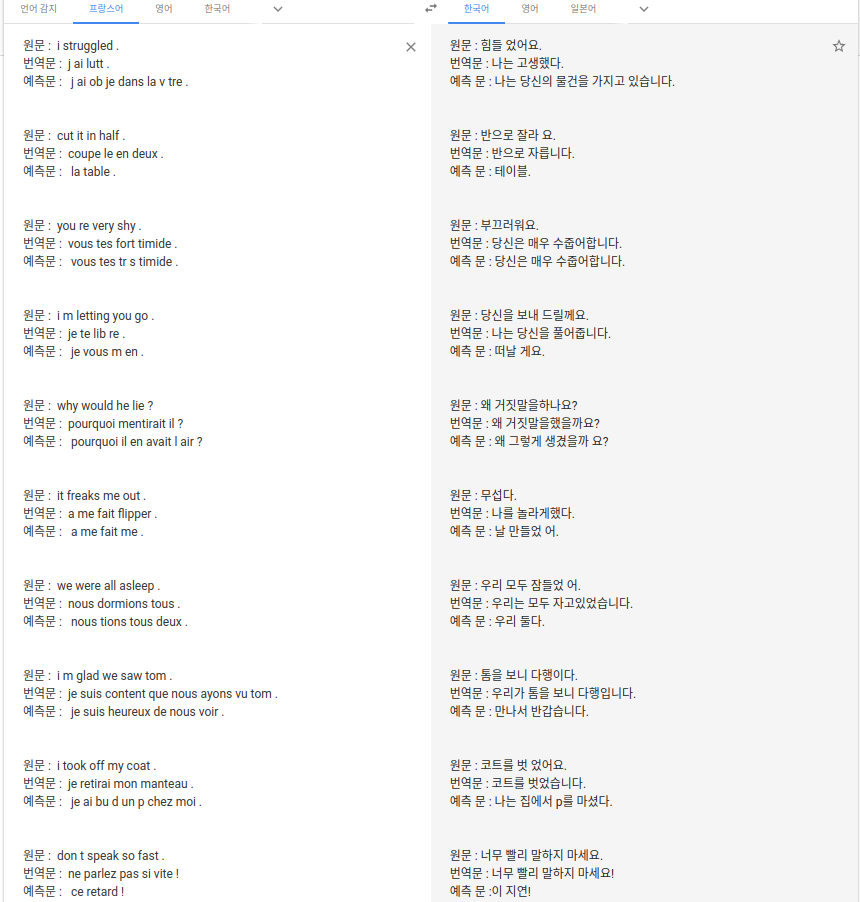 언어 감지 프랑스어 영어 한국어
원문 : i struggled .
번역문 : j ai lutt .
예측문 : j ai ob je dans la v tre .
원문 : cut it in half .
번역문 : coupe le en deux .
예측문 : la table .
원문 : you re very shy .
번역문 : vous tes fort timide .
예측문 : vous tes tr s timide .
원문 : i m letting you go .
번역문 : je te lib re .
예측문 : je vous m en .
원문 : why would he lie ?
번역문 : pourquoi mentirait il ?
예측문 : pourquoi il en avait l air ?
원문 : it freaks me out .
번역문 : a me fait flipper .
예측문 : a me fait me .
원문 : we were all asleep .
번역문 : nous dormions tous .
예측문 : nous tions tous deux .
원문 : i m glad we saw tom .
번역문 : je suis content que nous ayons vu tom .
예측문 : je suis heureux de nous voir .
원문 : i took off my coat .
번역문 : je retirai mon manteau .
예측문 : je ai bu d un p chez moi .
원문 : don t speak so fast .
번역문 : ne parlez pas si vite !
예측문 : ce retard !
한국어 영어 일본어
원문 : 힘들 었어요.
번역문 : 나는 고생했다.
예측 문 : 나는 당신의 물건을 가지고 있습니다.
원문 : 반으로 잘라 요.
번역문 : 반으로 자릅니다.
예측 문 : 테이블.
원문 : 부끄러워요.
번역문 : 당신은 매우 수줍어합니다.
예측 문 : 당신은 매우 수줍어합니다.
원문 : 당신을 보내 드릴께요.
번역문 : 나는 당신을 풀어줍니다.
예측 문 : 떠날 게요.
원문 : 왜 거짓말을하나요?
번역문 : 왜 거짓말을했을까요?
예측 문 : 왜 그렇게 생겼을까 요?
원문 : 무섭다.
번역문 : 나를 놀라게했다.
예측 문 : 날 만들었 어.
원문 : 우리 모두 잠들었 어.
번역문 : 우리는 모두 자고있었습니다.
예측 문 : 우리 둘다.
원문 : 톰을 보니 다행이다.
번역문 : 우리가 톰을 보니 다행입니다.
예측 문 : 만나서 반갑습니다.
원문 : 코트를 벗 었어요.
번역문 : 코트를 벗었습니다.
예측 문 : 나는 집에서 p를 마셨다.
원문 : 너무 빨리 말하지 마세요.
번역문 : 너무 빨리 말하지 마세요!
예측 문 :이 지연!